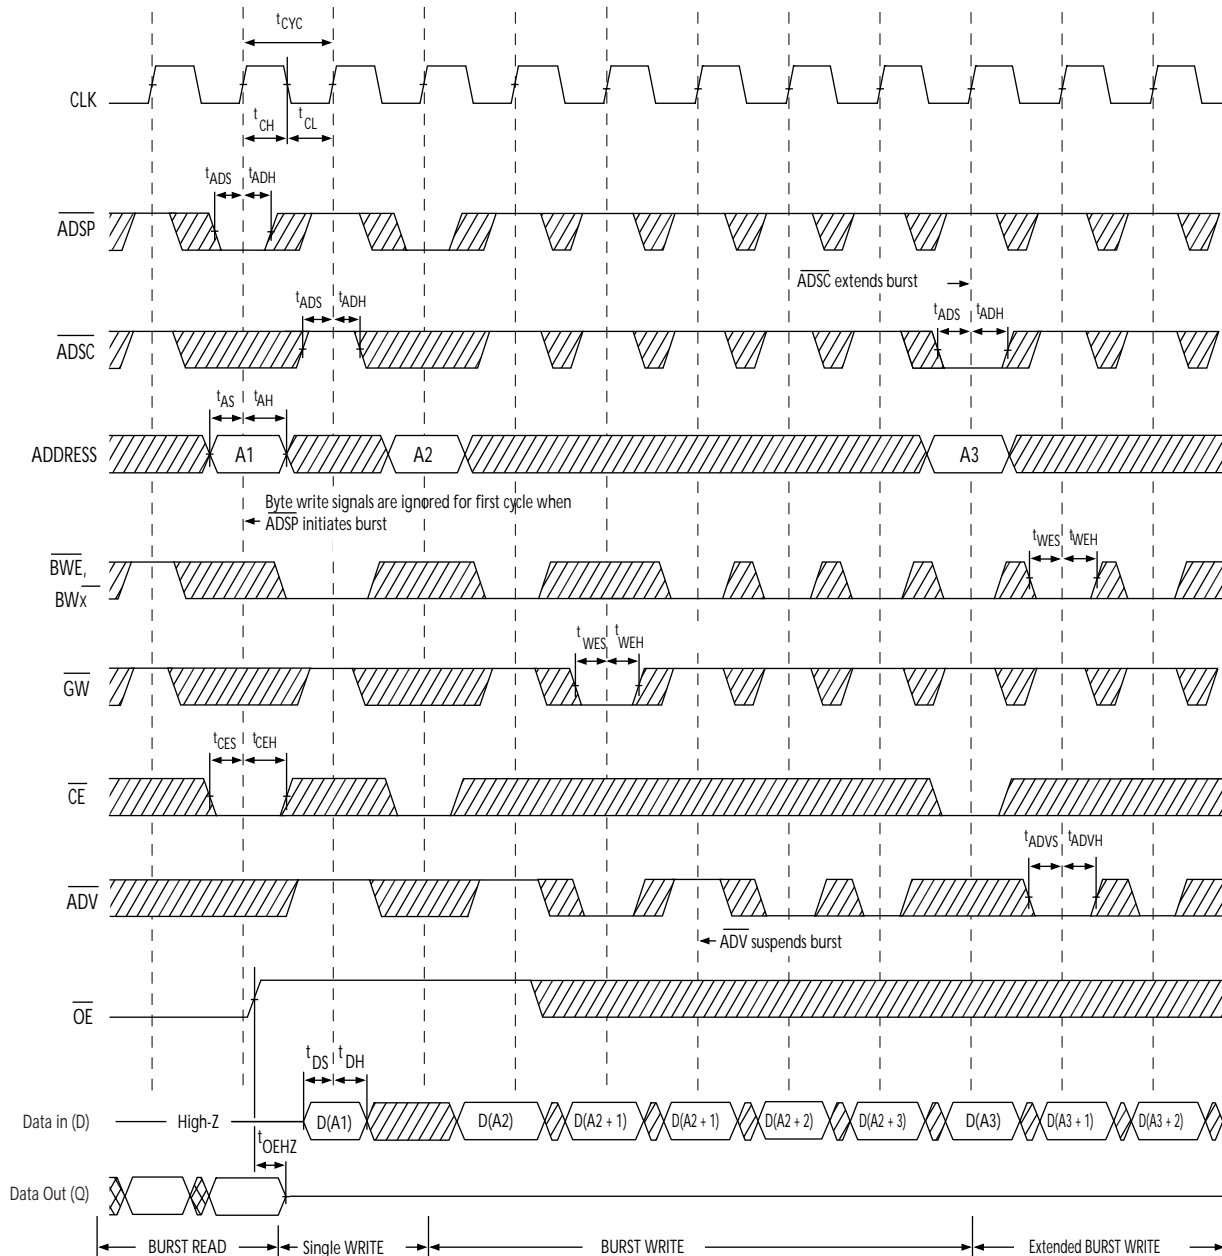 tCYC
CLK
tCH tCL
tADS tADH
ADSP
ADSC extends burst
tADS tADH
tADS tADH
ADSC
tAS tAH
ADDRESS A1 A2 A3
Byte write signals are ignored for first cycle when
ADSP initiates burst
tWES tWEH
BWE,
BWx
tWES tWEH
GW
tCES tCEH
CE
tADVS tADVH
ADV
ADV suspends burst
OE
tDS tDH
Data in (D) High-Z D(A1) D(A2) D(A2 + 1) D(A2 + 1) D(A2 + 2) D(A2 + 3) D(A3) D(A3 + 1) D(A3 + 2)
tOEHZ
Data Out (Q)
BURST READ Single WRITE BURST WRITE Extended BURST WRITE